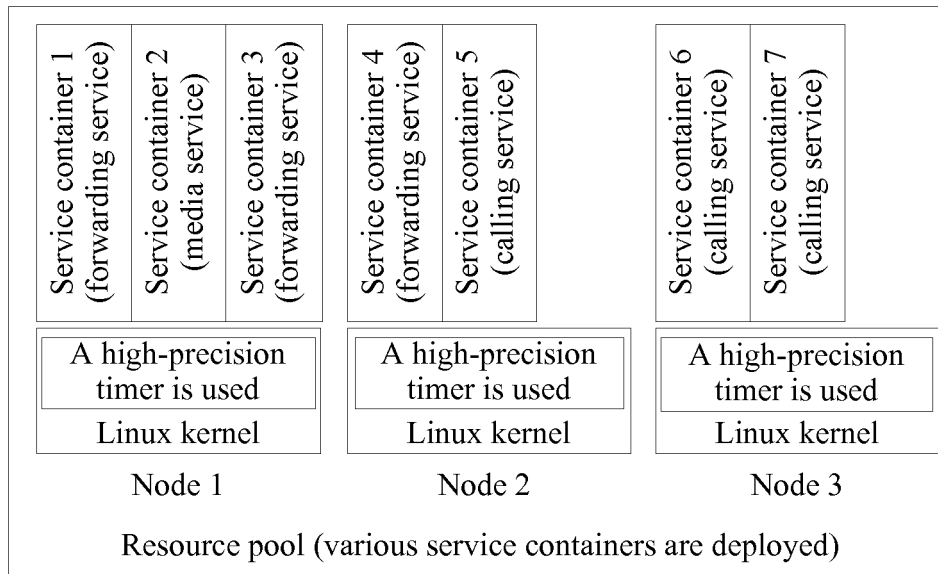 Service container 1
(forwarding service)
Service container 2
(media service)
Service container 3
(forwarding service)
Service container 4
(forwarding service)
Service container 5
(calling service)
Service container 6
(calling service)
Service container 7
(calling service)
A high-precision
timer is used
Linux kernel
Node 1
A high-precision
timer is used
Linux kernel
Node 2
A high-precision
timer is used
Linux kernel
Node 3
Resource pool (various service containers are deployed)